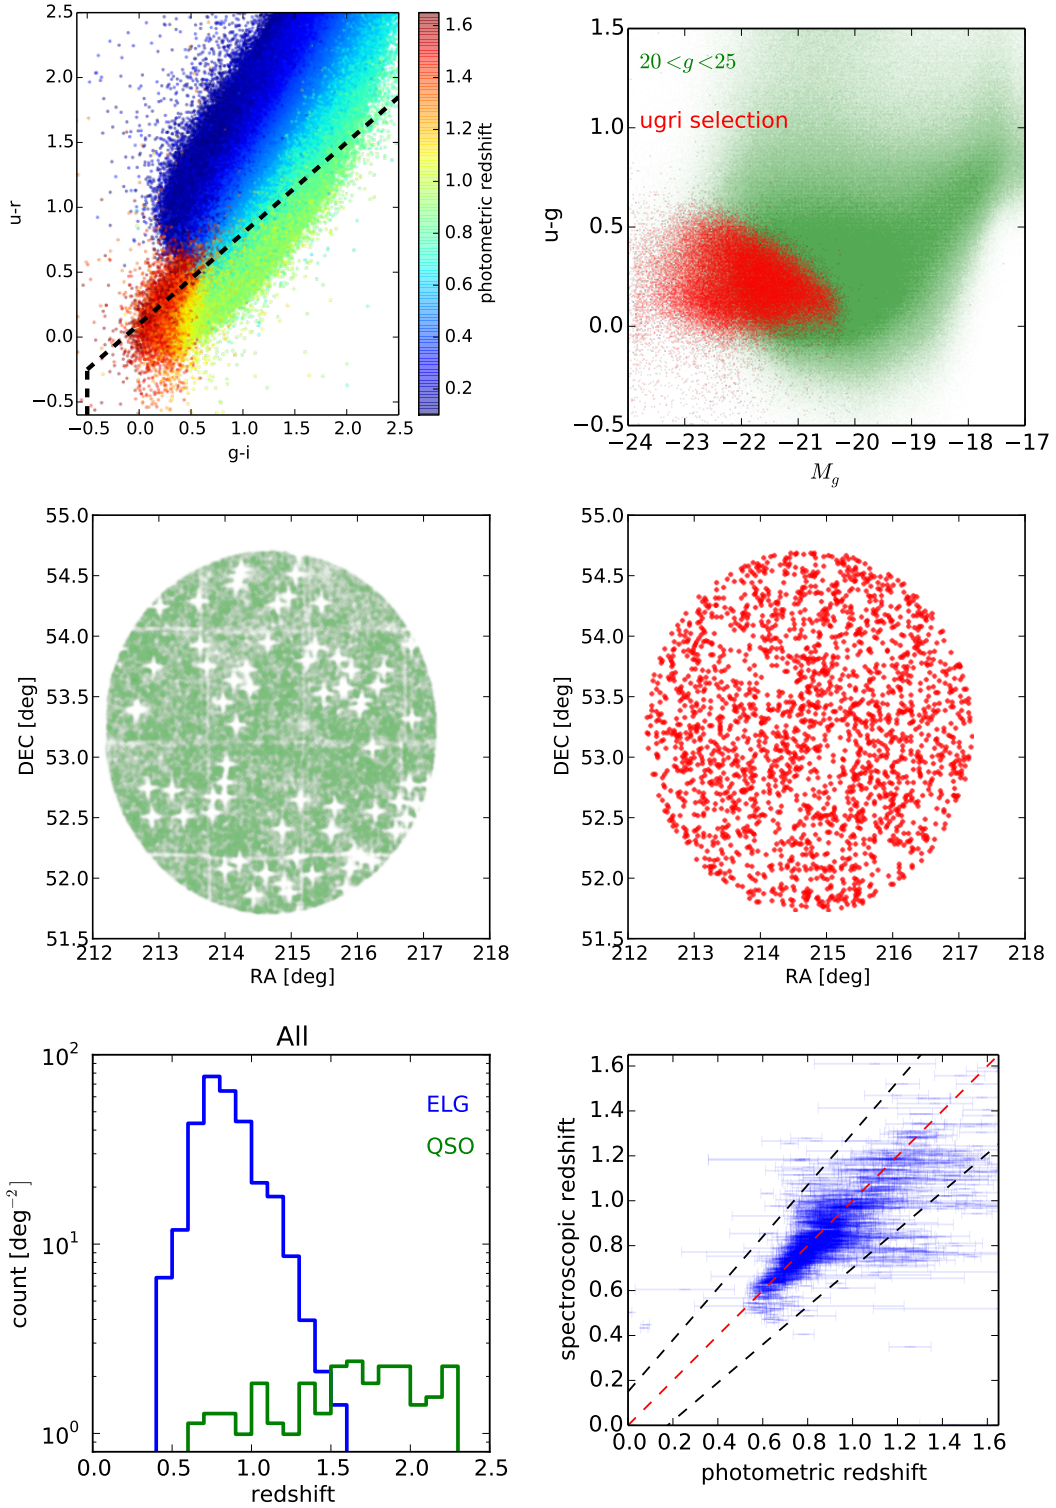 2.5
2.0
1.5
1.0
0.5
0.0
−0.5
u-r
−0.5 0.0 0.5 1.0 1.5 2.0 2.5
g-i
1.6
1.4
1.2
1.0
0.8
0.6
0.4
0.2
photometric redshift
1.5
1.0
0.5
0.0
−0.5
u-g
20 < g < 25
ugri selection
−24 −23 −22 −21 −20 −19 −18 −17
M_g
55.0
54.5
54.0
53.5
53.0
52.5
52.0
51.5
DEC [deg]
212 213 214 215 216 217 218
RA [deg]
55.0
54.5
54.0
53.5
53.0
52.5
52.0
51.5
DEC [deg]
212 213 214 215 216 217 218
RA [deg]
All
10^2
10^1
10^0
count [deg^−2]
ELG
QSO
0.0 0.5 1.0 1.5 2.0 2.5
redshift
1.6
1.4
1.2
1.0
0.8
0.6
0.4
0.2
0.0
spectroscopic redshift
0.0 0.2 0.4 0.6 0.8 1.0 1.2 1.4 1.6
photometric redshift